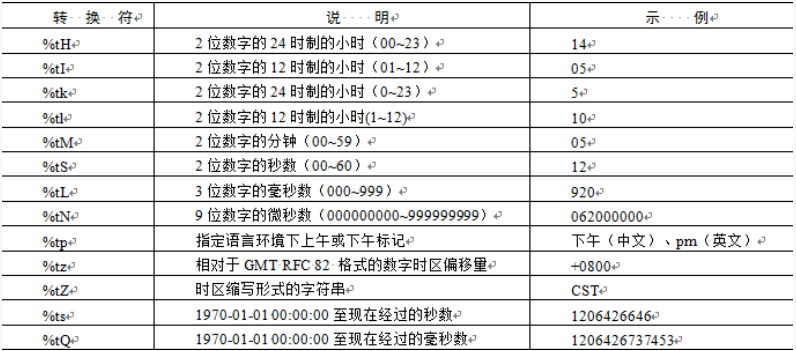 转 换 符 说 明 示 例
%tH 2 位数字的 24 时制的小时（00~23） 14
%tI 2 位数字的 12 时制的小时（01~12） 05
%tk 2 位数字的 24 时制的小时（0~23） 5
%tl 2 位数字的 12 时制的小时(1~12) 10
%tM 2 位数字的分钟（00~59） 05
%tS 2 位数字的秒数（00~60） 12
%tL 3 位数字的毫秒数（000~999） 920
%tN 9 位数字的微秒数（000000000~999999999） 062000000
%tp 指定语言环境下上午或下午标记 下午（中文）、pm（英文）
%tz 相对于 GMT RFC 82 格式的数字时区偏移量 +0800
%tZ 时区缩写形式的字符串 CST
%ts 1970-01-01 00:00:00 至现在经过的秒数 1206426646
%tQ 1970-01-01 00:00:00 至现在经过的毫秒数 1206426737453